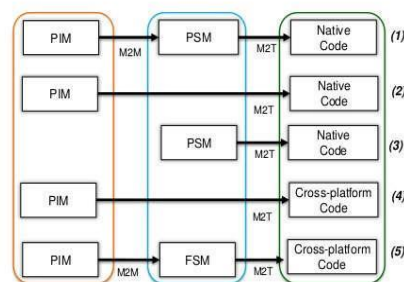 PIM M2M PSM M2T Native Code (1)
PIM M2T Native Code (2)
PSM M2T Native Code (3)
PIM M2T Cross-platform Code (4)
PIM M2M FSM M2T Cross-platform Code (5)